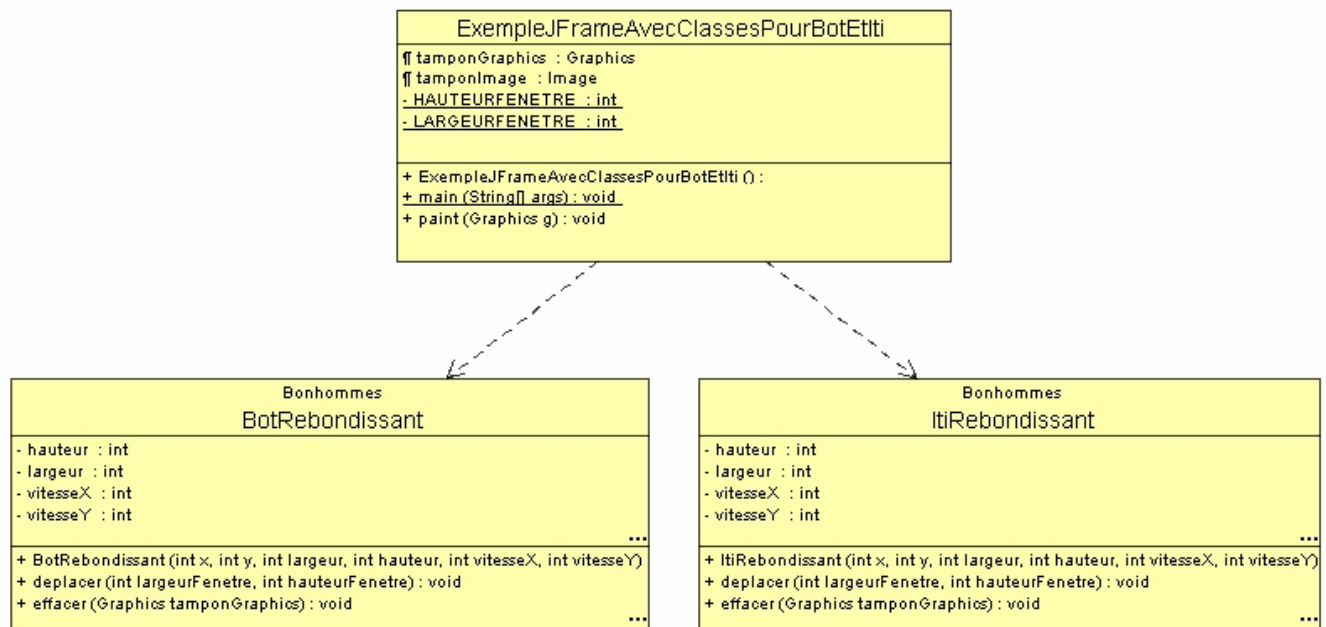 ExempleJFrameAvecClassesPourBotEtIti
¶ tamponGraphics : Graphics
¶ tamponImage : Image
- HAUTEURFENETRE : int
- LARGEURFENETRE : int
+ ExempleJFrameAvecClassesPourBotEtIti () :
+ main (String[] args) : void
+ paint (Graphics g) : void
Bonhommes
BotRebondissant
- hauteur : int
- largeur : int
- vitesseX : int
- vitesseY : int
...
+ BotRebondissant (int x, int y, int largeur, int hauteur, int vitesseX, int vitesseY)
+ deplacer (int largeurFenetre, int hauteurFenetre) : void
+ effacer (Graphics tamponGraphics) : void
...
Bonhommes
ItiRebondissant
- hauteur : int
- largeur : int
- vitesseX : int
- vitesseY : int
...
+ ItiRebondissant (int x, int y, int largeur, int hauteur, int vitesseX, int vitesseY)
+ deplacer (int largeurFenetre, int hauteurFenetre) : void
+ effacer (Graphics tamponGraphics) : void
...